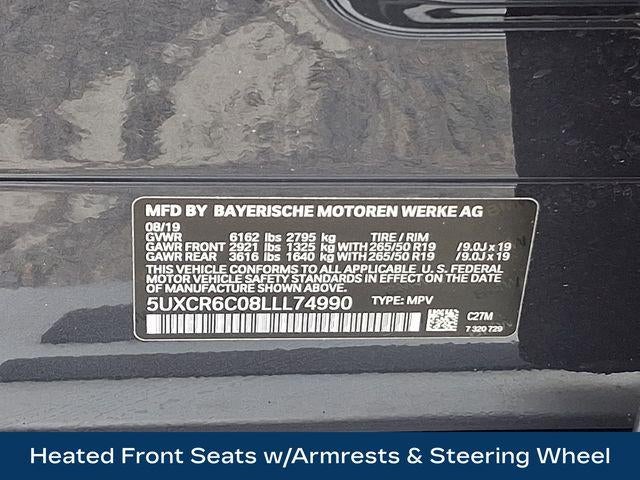 MFD BY BAYERISCHE MOTOREN WERKE AG
08/19
GVWR 6162 lbs 2795 kg TIRE / RIM
GAWR FRONT 2921 lbs 1325 kg WITH 265/50 R19 /9.0J x 19
GAWR REAR 3616 lbs 1640 kg WITH 265/50 R19 /9.0J x 19
THIS VEHICLE CONFORMS TO ALL APPLICABLE U.S. FEDERAL
MOTOR VEHICLE SAFETY STANDARDS IN EFFECT ON THE DATE
OF MANUFACTURE SHOWN ABOVE.
5UXCR6C08LLL74990 TYPE: MPV
C27M
7 320 729
Heated Front Seats w/Armrests & Steering Wheel